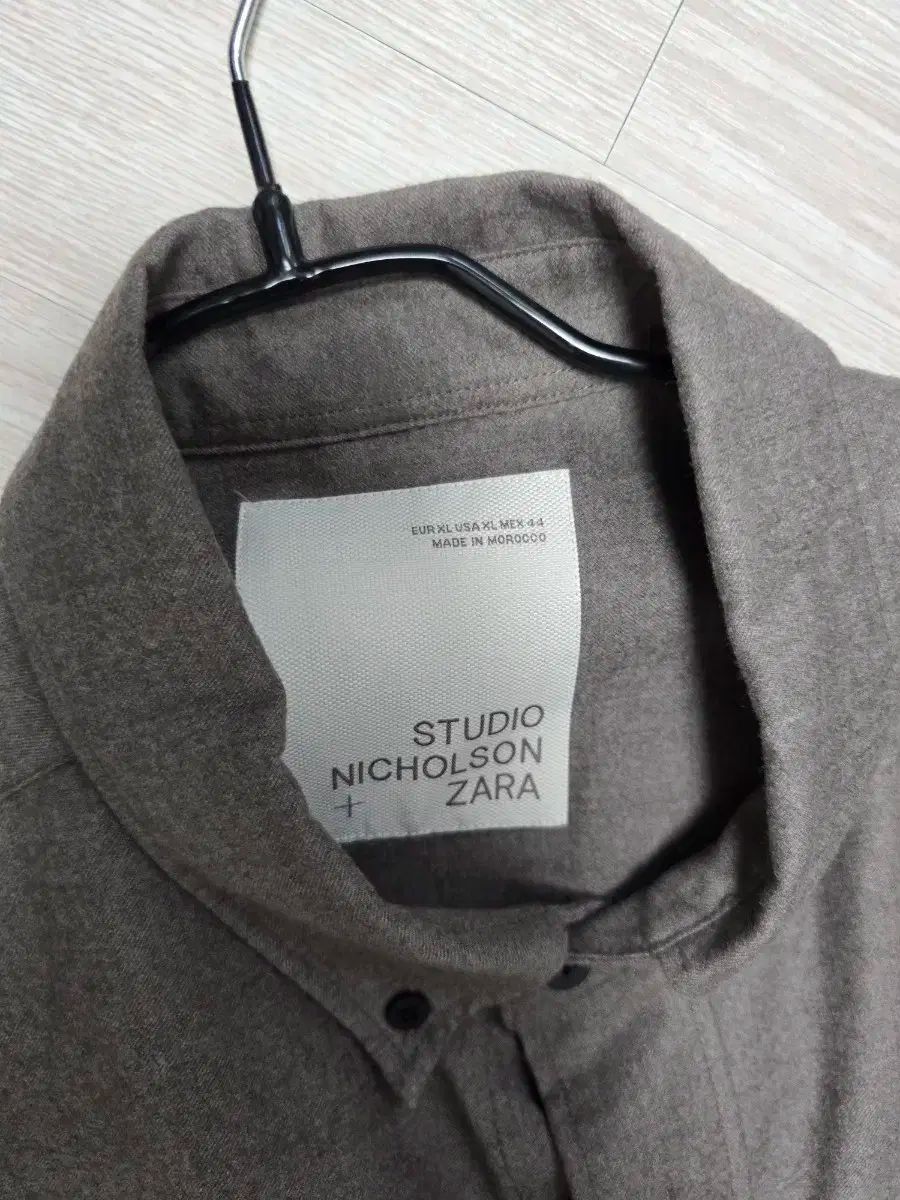 EUR XL USA XL MEX 44
MADE IN MOROCCO
STUDIO
NICHOLSON
+ ZARA